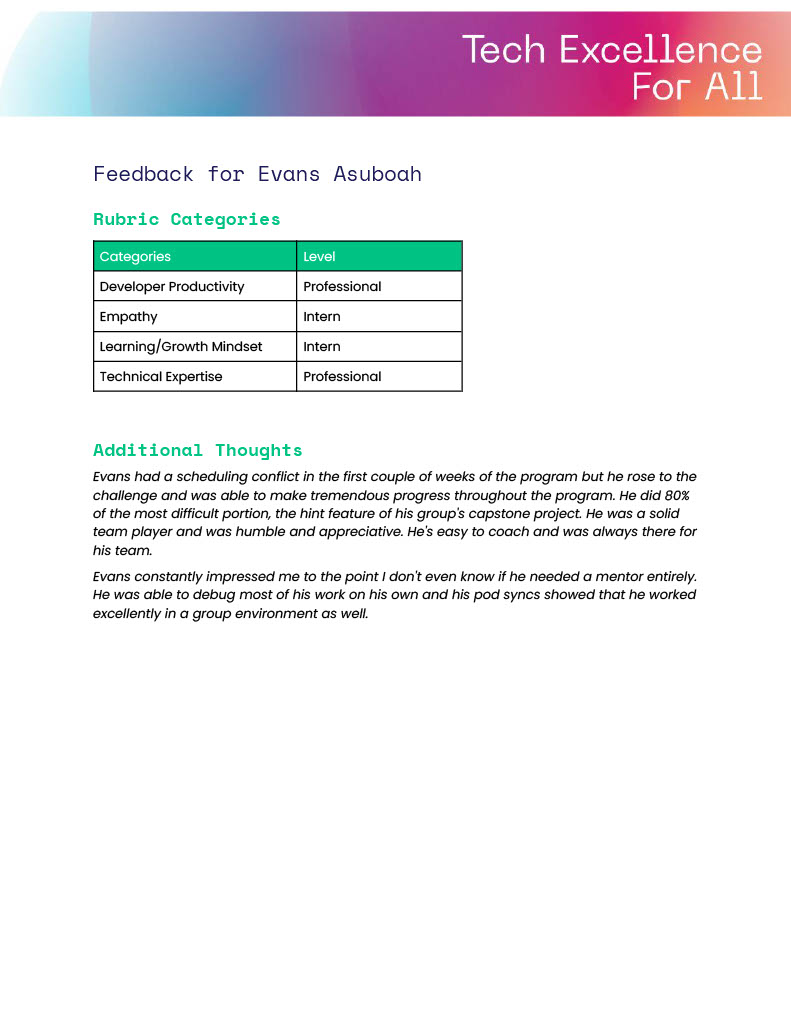 Tech Excellence
For All
Feedback for Evans Asuboah
Rubric Categories
Categories Level
Developer Productivity Professional
Empathy Intern
Learning/Growth Mindset Intern
Technical Expertise Professional
Additional Thoughts
Evans had a scheduling conflict in the first couple of weeks of the program but he rose to the
challenge and was able to make tremendous progress throughout the program. He did 80%
of the most difficult portion, the hint feature of his group's capstone project. He was a solid
team player and was humble and appreciative. He's easy to coach and was always there for
his team.
Evans constantly impressed me to the point I don't even know if he needed a mentor entirely.
He was able to debug most of his work on his own and his pod syncs showed that he worked
excellently in a group environment as well.